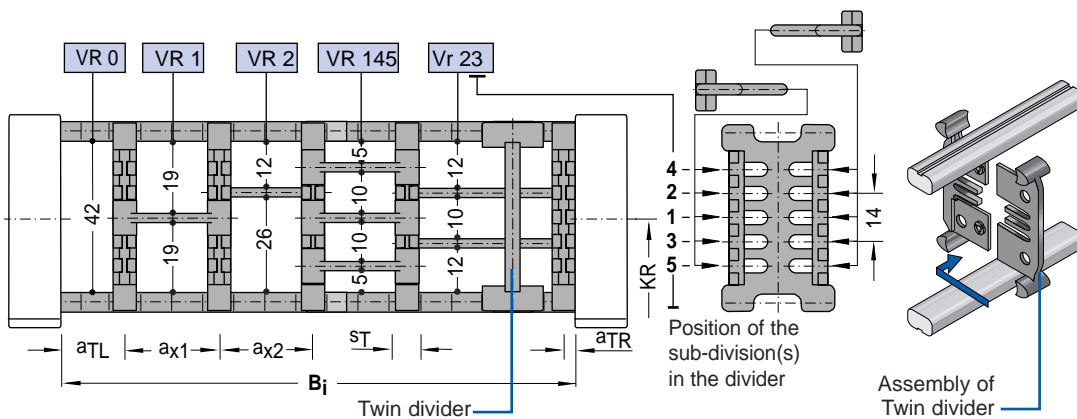 VR 0
VR 1
VR 2
VR 145
Vr 23
42
19
19
12
26
5
10
10
5
12
10
12
KR
4
2
1
3
5
14
aTL
ax1
ax2
sT
aTR
Bi
Twin divider
Position of the
sub-division(s)
in the divider
Assembly of
Twin divider